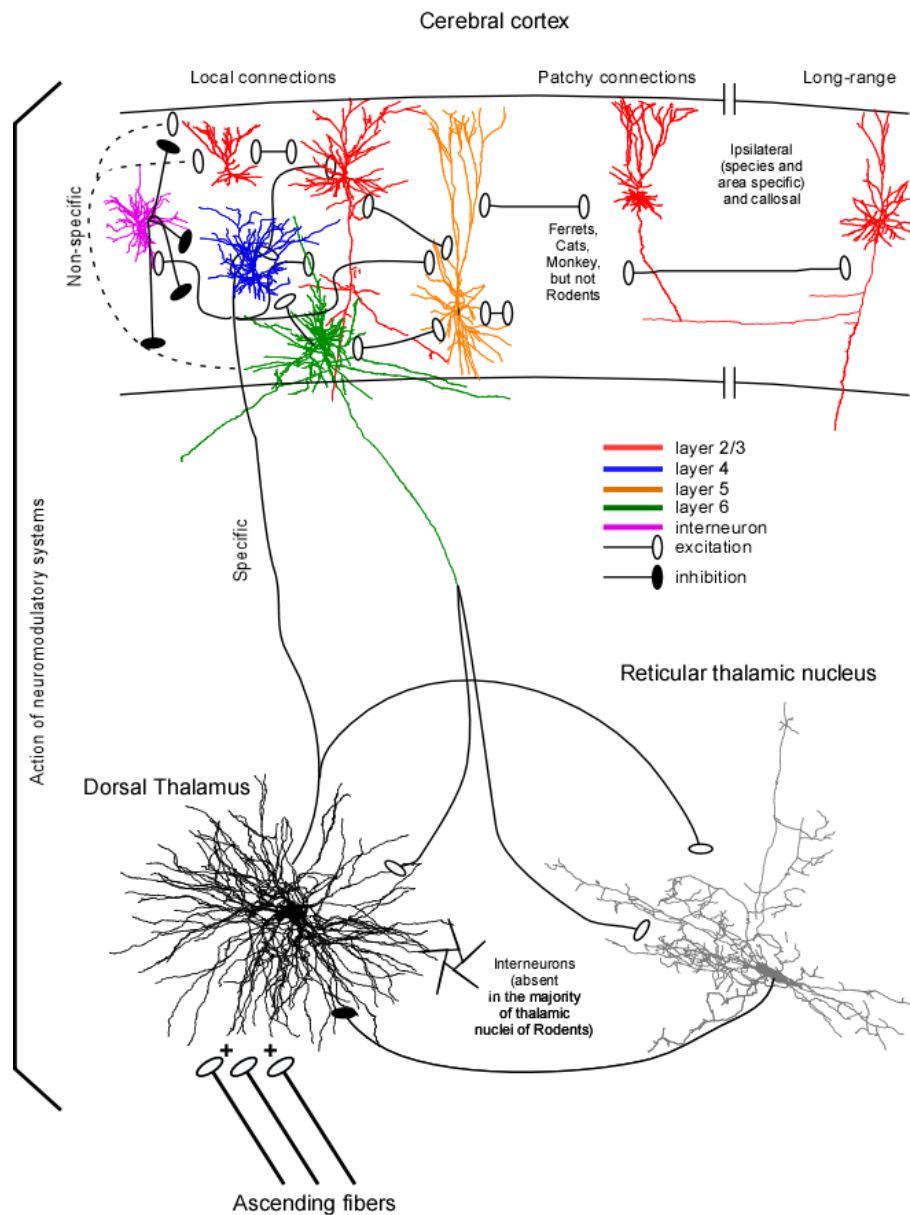 Cerebral cortex
Local connections
Patchy connections
Long-range
Ipsilateral
(species and
area specific)
and callosal
Non-specific
Ferrets,
Cats,
Monkey,
but not
Rodents
layer 2/3
layer 4
layer 5
layer 6
interneuron
excitation
inhibition
Specific
Action of neuromodulatory systems
Reticular thalamic nucleus
Dorsal Thalamus
Interneurons
(absent
in the majority
of thalamic
nuclei of Rodents)
+ +
Ascending fibers